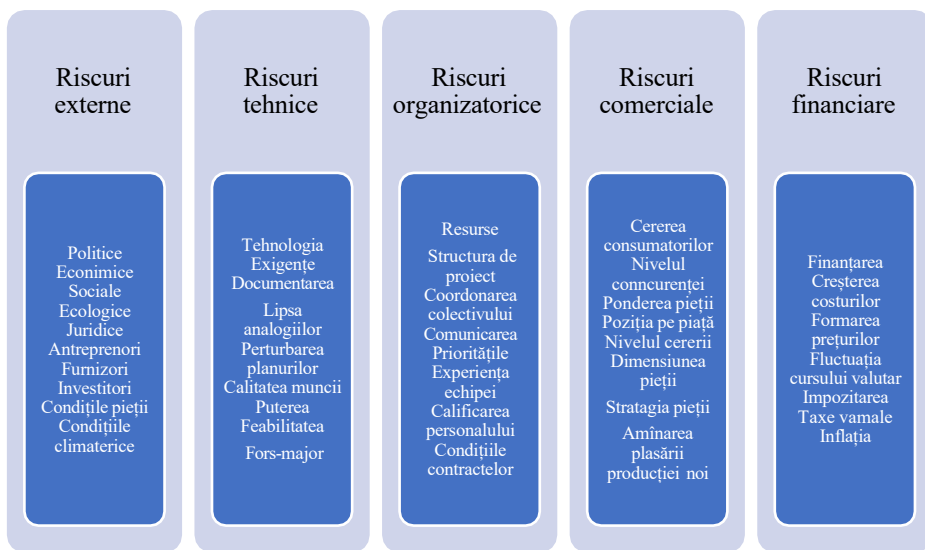 Riscuri
externe
Politice
Econimice
Sociale
Ecologice
Juridice
Antreprenori
Furnizori
Investitori
Condițile pieții
Condițiile
climaterice
Riscuri
tehnice
Tehnologia
Exigențe
Documentarea
Lipsa
analogiilor
Perturbarea
planurilor
Calitatea muncii
Puterea
Feabilitatea
Fors-major
Riscuri
organizatorice
Resurse
Structura de
proiect
Coordonarea
colectivului
Comunicarea
Prioritățile
Experiența
echipei
Calificarea
personalului
Condițiile
contractelor
Riscuri
comerciale
Cererea
consumatorilor
Nivelul
conncurenței
Ponderea pieții
Poziția pe piață
Nivelul cererii
Dimensiunea
pieții
Stratagia pieții
Amînarea
plasării
producției noi
Riscuri
financiare
Finanțarea
Creșterea
costurilor
Formarea
prețurilor
Fluctuația
cursului valutar
Impozitarea
Taxe vamale
Inflația